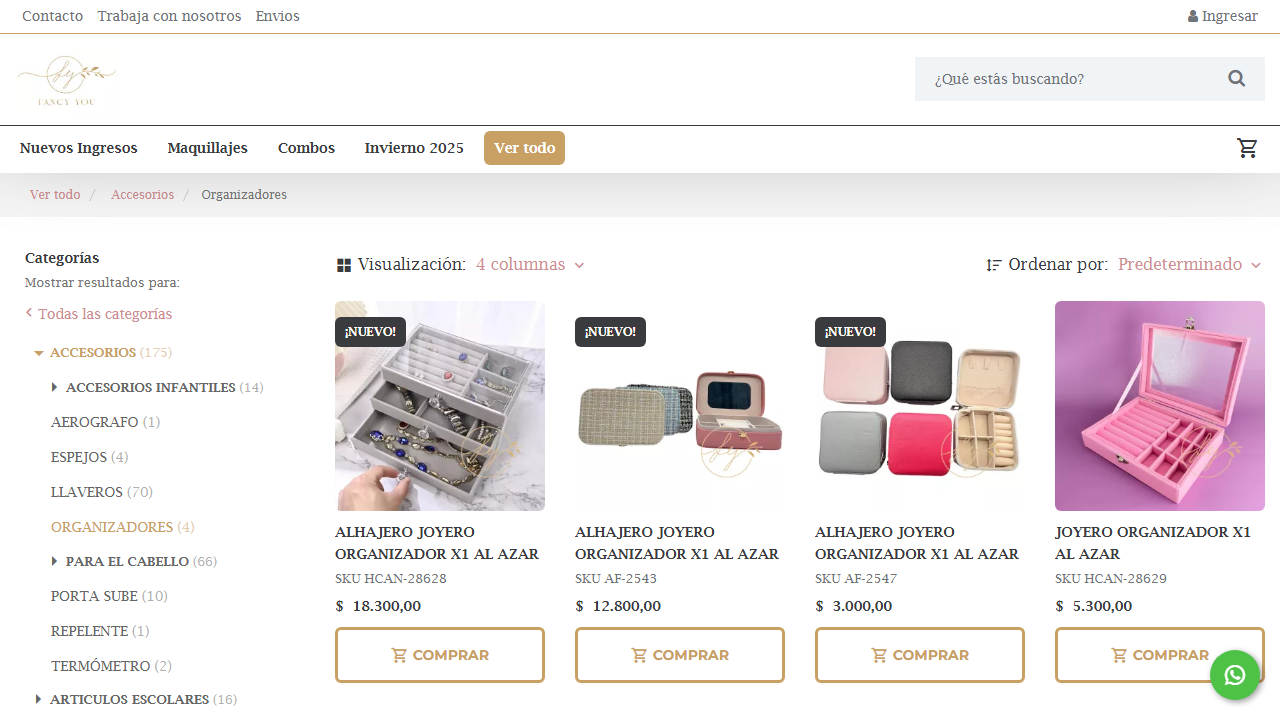 Contacto Trabaja con nosotros Envios
Ingresar
fy
FANCY YOU
¿Qué estás buscando?
Nuevos Ingresos Maquillajes Combos Invierno 2025 Ver todo
Ver todo / Accesorios / Organizadores
Categorías
Mostrar resultados para:
Todas las categorías
ACCESORIOS (175)
ACCESORIOS INFANTILES (14)
AEROGRAFO (1)
ESPEJOS (4)
LLAVEROS (70)
ORGANIZADORES (4)
PARA EL CABELLO (66)
PORTA SUBE (10)
REPELENTE (1)
TERMÓMETRO (2)
ARTICULOS ESCOLARES (16)
Visualización: 4 columnas
Ordenar por: Predeterminado
¡NUEVO!
ALHAJERO JOYERO
ORGANIZADOR X1 AL AZAR
SKU HCAN-28628
$ 18.300,00
COMPRAR
¡NUEVO!
fy
ALHAJERO JOYERO
ORGANIZADOR X1 AL AZAR
SKU AF-2543
$ 12.800,00
COMPRAR
¡NUEVO!
ALHAJERO JOYERO
ORGANIZADOR X1 AL AZAR
SKU AF-2547
$ 3.000,00
COMPRAR
JOYERO ORGANIZADOR X1
AL AZAR
SKU HCAN-28629
$ 5.300,00
COMPRAR